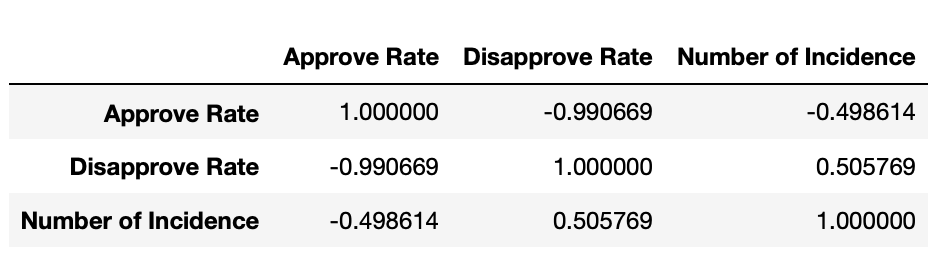 Approve Rate Disapprove Rate Number of Incidence
Approve Rate 1.000000 -0.990669 -0.498614
Disapprove Rate -0.990669 1.000000 0.505769
Number of Incidence -0.498614 0.505769 1.000000